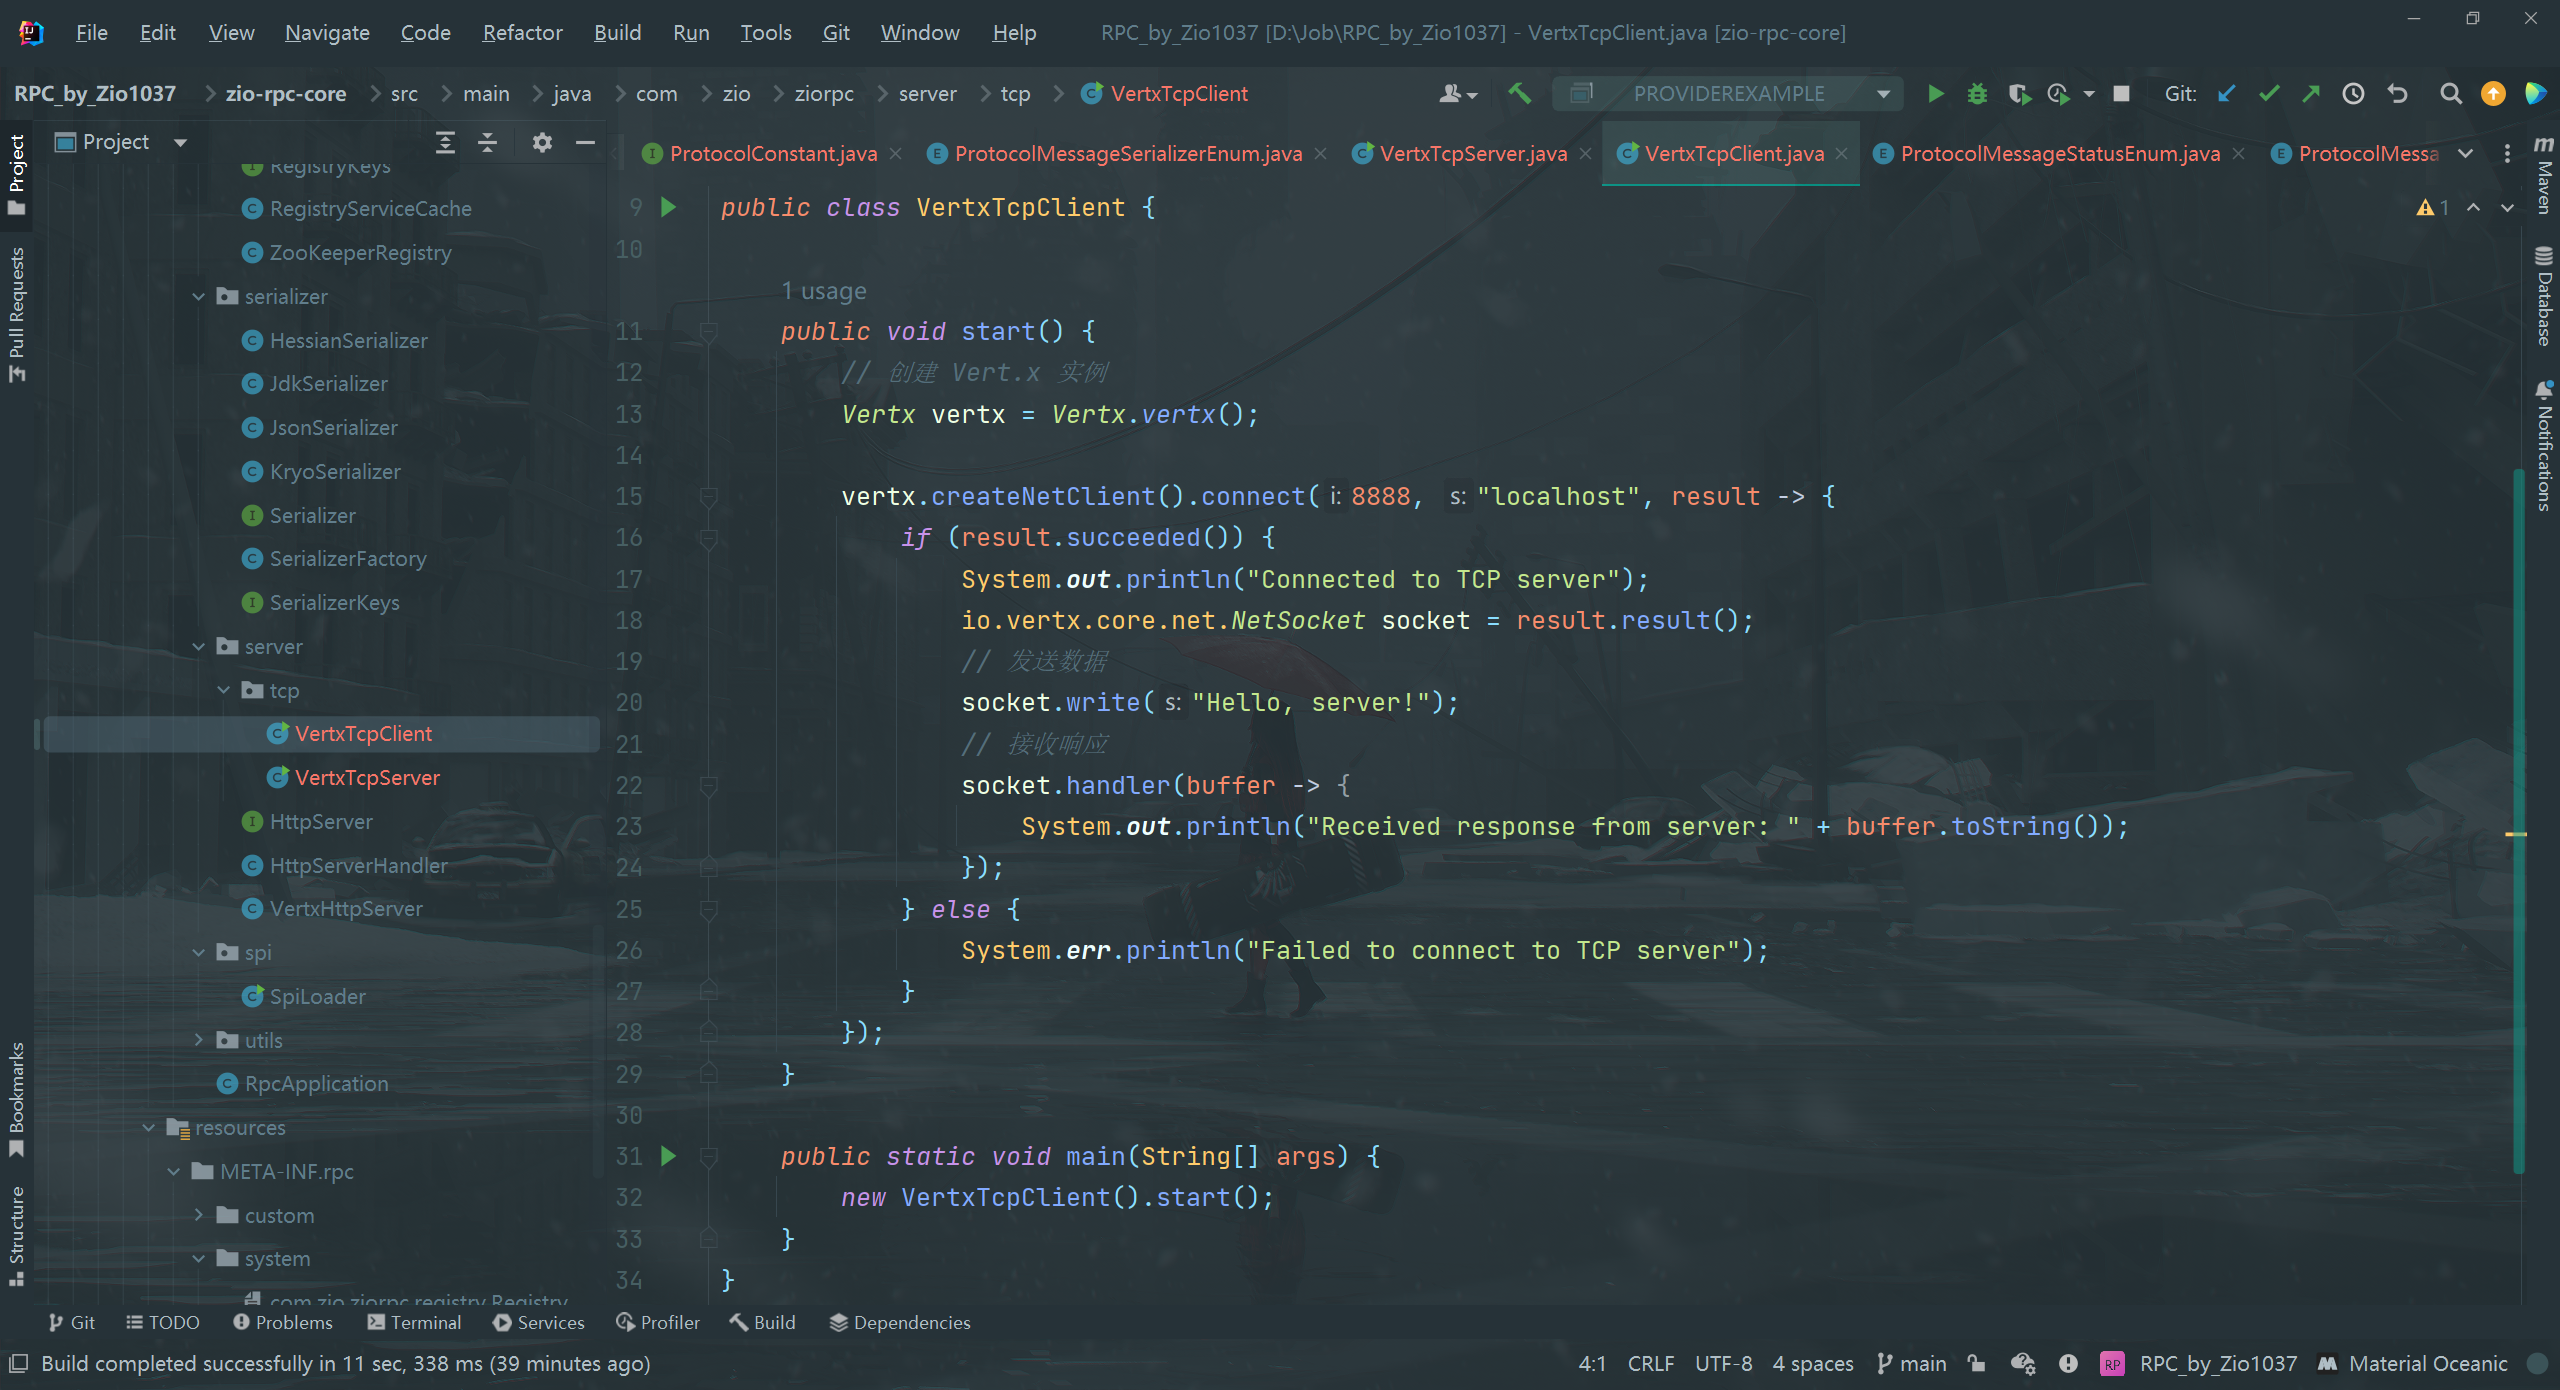 File Edit View Navigate Code Refactor Build Run Tools Git Window Help RPC_by_Zio1037 [D:\Job\RPC_by_Zio1037] - VertxTcpClient.java [zio-rpc-core]
RPC_by_Zio1037 zio-rpc-core src main java com zio ziorpc server tcp VertxTcpClient PROVIDEREXAMPLE Git:
Project
ProtocolConstant.java ProtocolMessageSerializerEnum.java VertxTcpServer.java VertxTcpClient.java ProtocolMessageStatusEnum.java ProtocolMessa
Project
Pull Requests
Bookmarks
Structure
RegistryKeys
RegistryServiceCache
ZooKeeperRegistry
serializer
HessianSerializer
JdkSerializer
JsonSerializer
KryoSerializer
Serializer
SerializerFactory
SerializerKeys
server
tcp
VertxTcpClient
VertxTcpServer
HttpServer
HttpServerHandler
VertxHttpServer
spi
SpiLoader
utils
RpcApplication
resources
META-INF.rpc
custom
system
com.zio.ziorpc.registry.Registry
9 public class VertxTcpClient {
10
1 usage
11 public void start() {
12 // 创建 Vert.x 实例
13 Vertx vertx = Vertx.vertx();
14
15 vertx.createNetClient().connect( i: 8888, s: "localhost", result -> {
16 if (result.succeeded()) {
17 System.out.println("Connected to TCP server");
18 io.vertx.core.net.NetSocket socket = result.result();
19 // 发送数据
20 socket.write( s: "Hello, server!");
21 // 接收响应
22 socket.handler(buffer -> {
23 System.out.println("Received response from server: " + buffer.toString());
24 });
25 } else {
26 System.err.println("Failed to connect to TCP server");
27 }
28 });
29 }
30
31 public static void main(String[] args) {
32 new VertxTcpClient().start();
33 }
34 }
1
Maven
Database
Notifications
Git TODO Problems Terminal Services Profiler Build Dependencies
Build completed successfully in 11 sec, 338 ms (39 minutes ago) 4:1 CRLF UTF-8 4 spaces main RP RPC_by_Zio1037 Material Oceanic